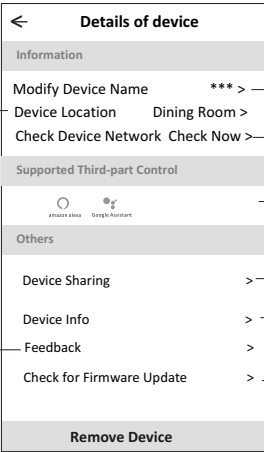 ← Details of device
Information
Modify Device Name *** >
Device Location Dining Room >
Check Device Network Check Now >
Supported Third-part Control
amazon alexa Google Assistant
Others
Device Sharing >
Device Info >
Feedback >
Check for Firmware Update >
Remove Device